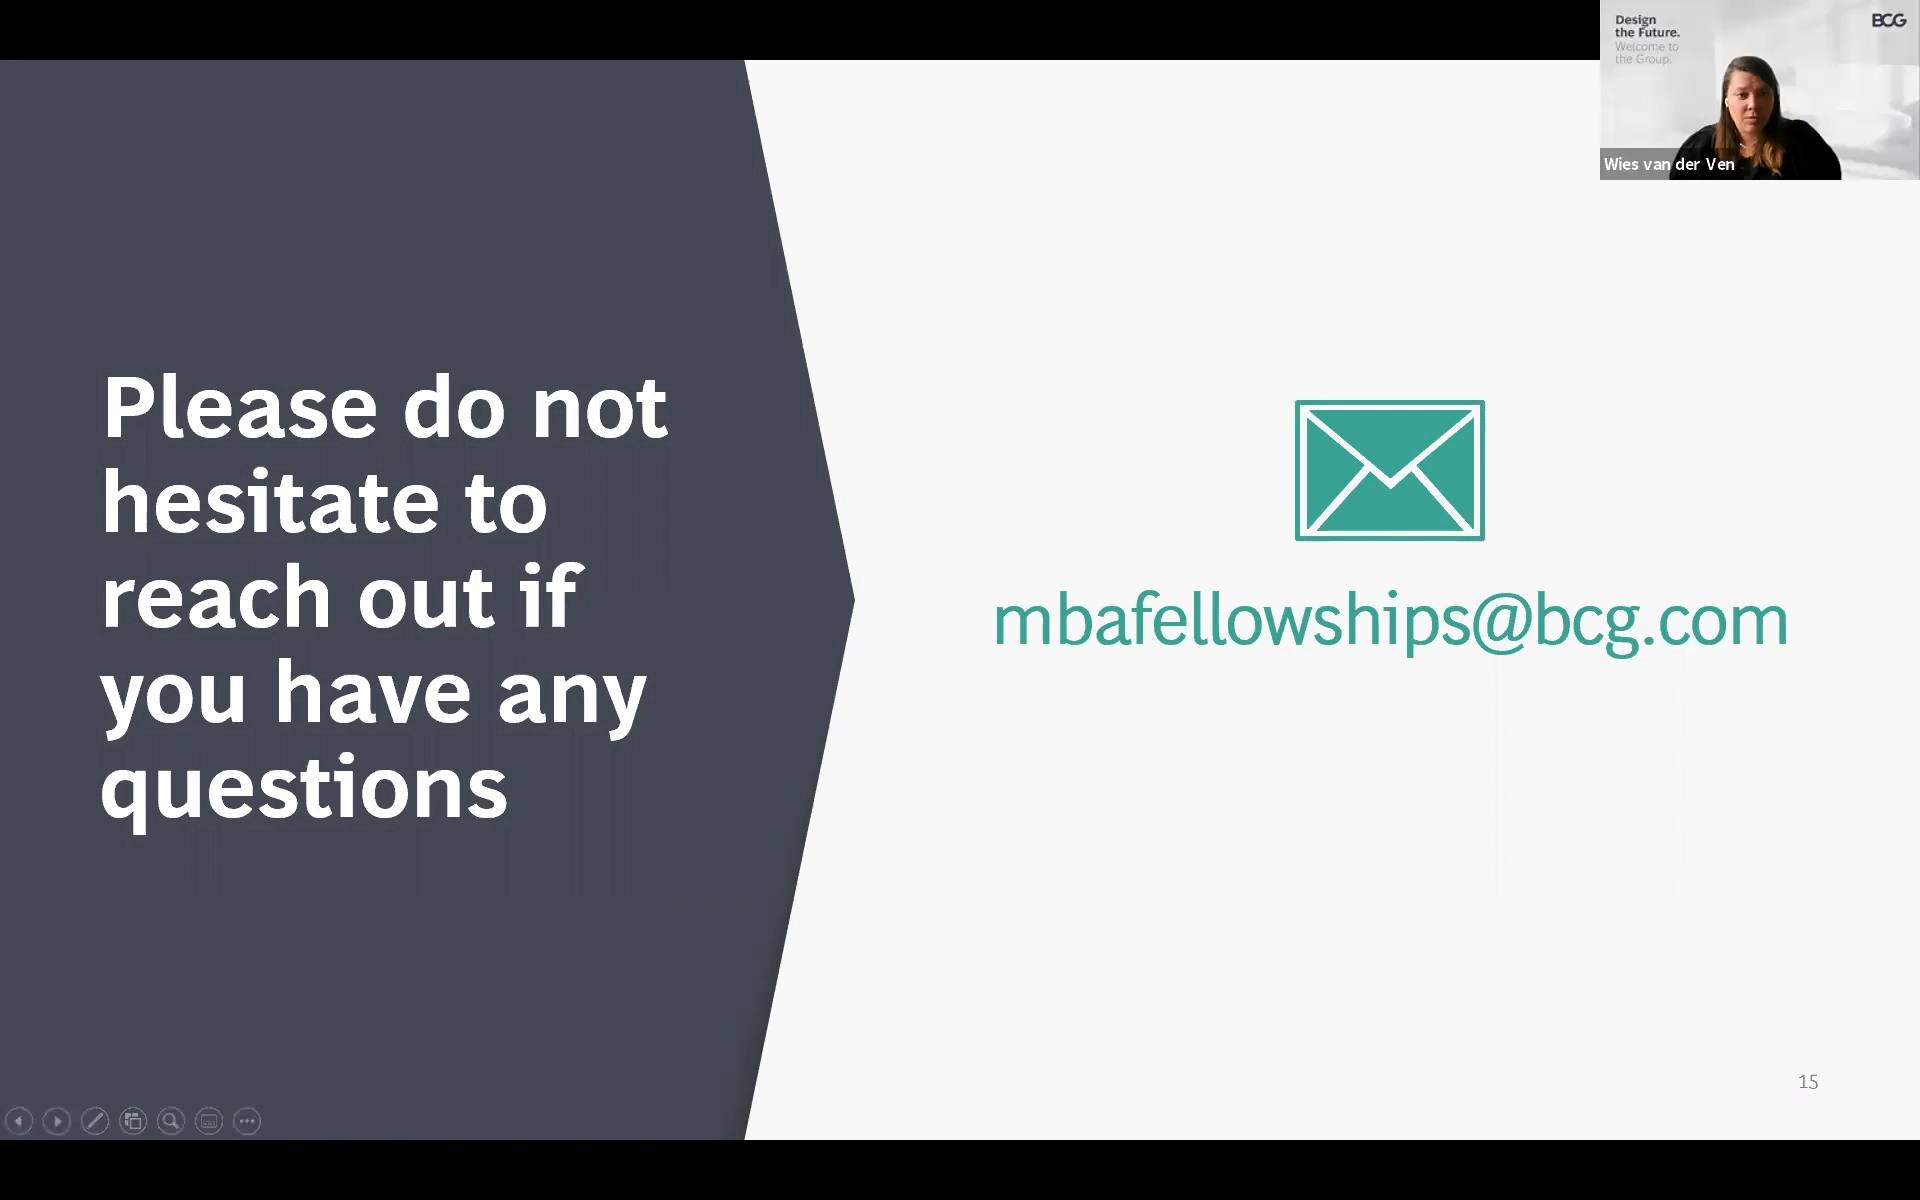 Design
the Future.
Welcome to
the Group.
BCG
Wies van der Ven
Please do not
hesitate to
reach out if
you have any
questions
mbafellowships@bcg.com
15